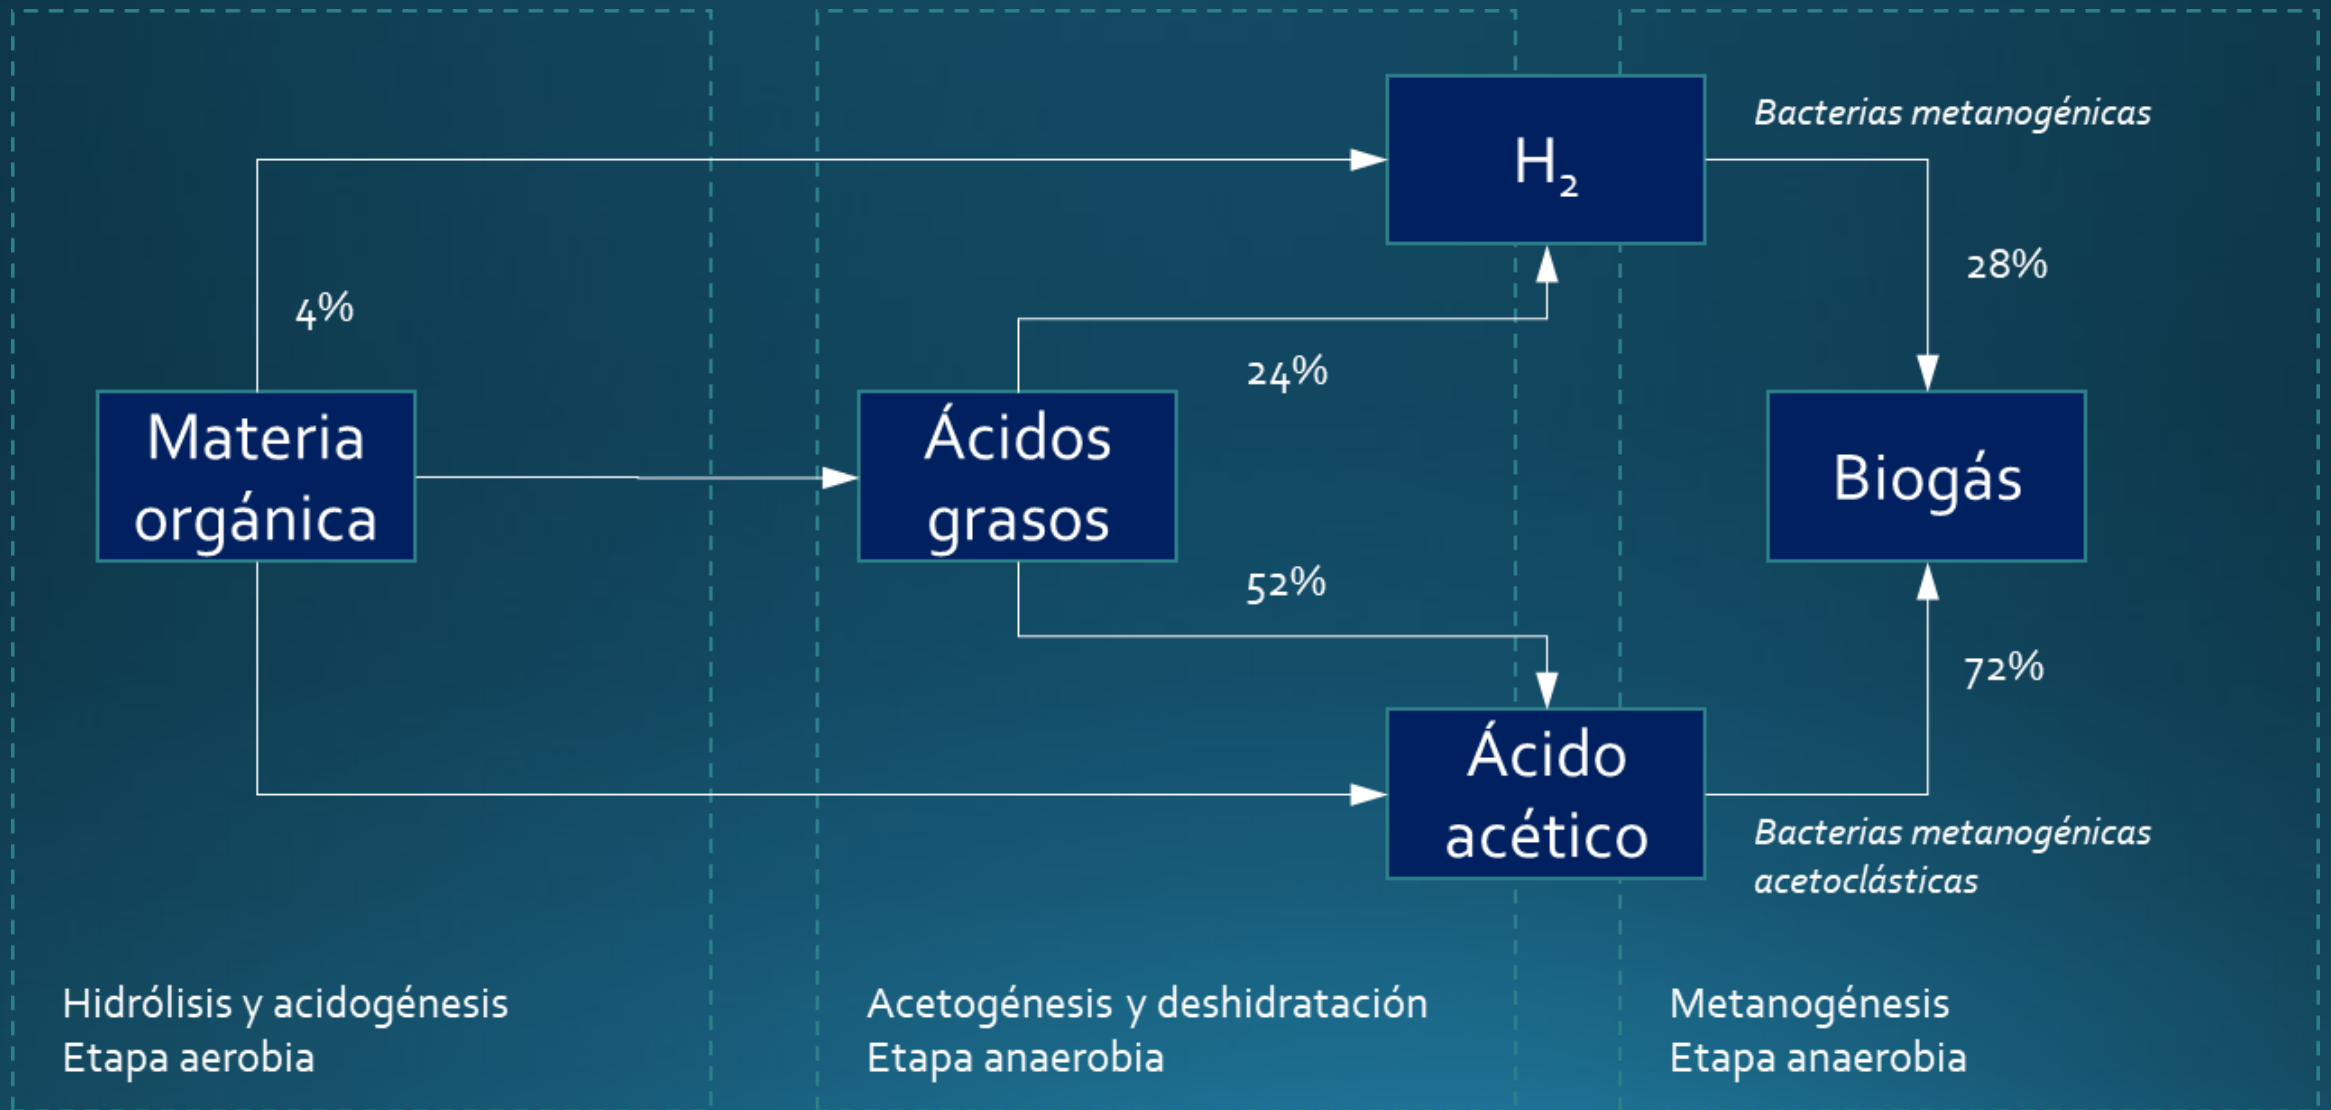 Bacterias metanogénicas
H₂
28%
4%
24%
Materia
orgánica
Ácidos
grasos
Biogás
52%
72%
Ácido
acético
Bacterias metanogénicas
acetoclásticas
Hidrólisis y acidogénesis
Etapa aerobia
Acetogénesis y deshidratación
Etapa anaerobia
Metanogénesis
Etapa anaerobia